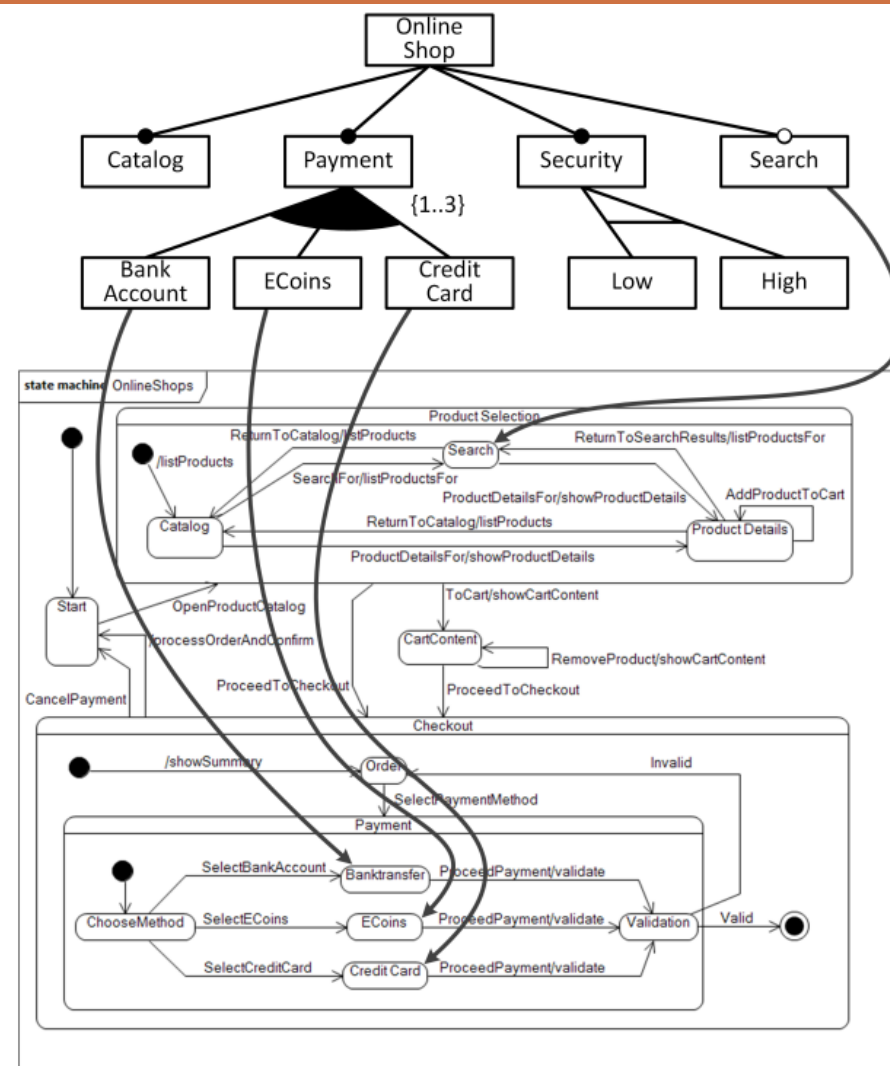 Online
Shop
Catalog
Payment
Security
Search
{1..3}
Bank
Account
ECoins
Credit
Card
Low
High
state machine OnlineShops
Product Selection
ReturnToCatalog/listProducts
Search
ReturnToSearchResults/listProductsFor
/listProducts
SearchFor/listProductsFor
ProductDetailsFor/showProductDetails
AddProductToCart
Catalog
ReturnToCatalog/listProducts
Product Details
ProductDetailsFor/showProductDetails
Start
OpenProductCatalog
ToCart/showCartContent
/processOrderAndConfirm
CartContent
RemoveProduct/showCartContent
CancelPayment
ProceedToCheckout
ProceedToCheckout
Checkout
/showSummary
Order
Invalid
SelectPaymentMethod
Payment
SelectBankAccount
Banktransfer
ProceedPayment/validate
ChooseMethod
SelectECoins
ECoins
ProceedPayment/validate
Validation
Valid
SelectCreditCard
Credit Card
ProceedPayment/validate